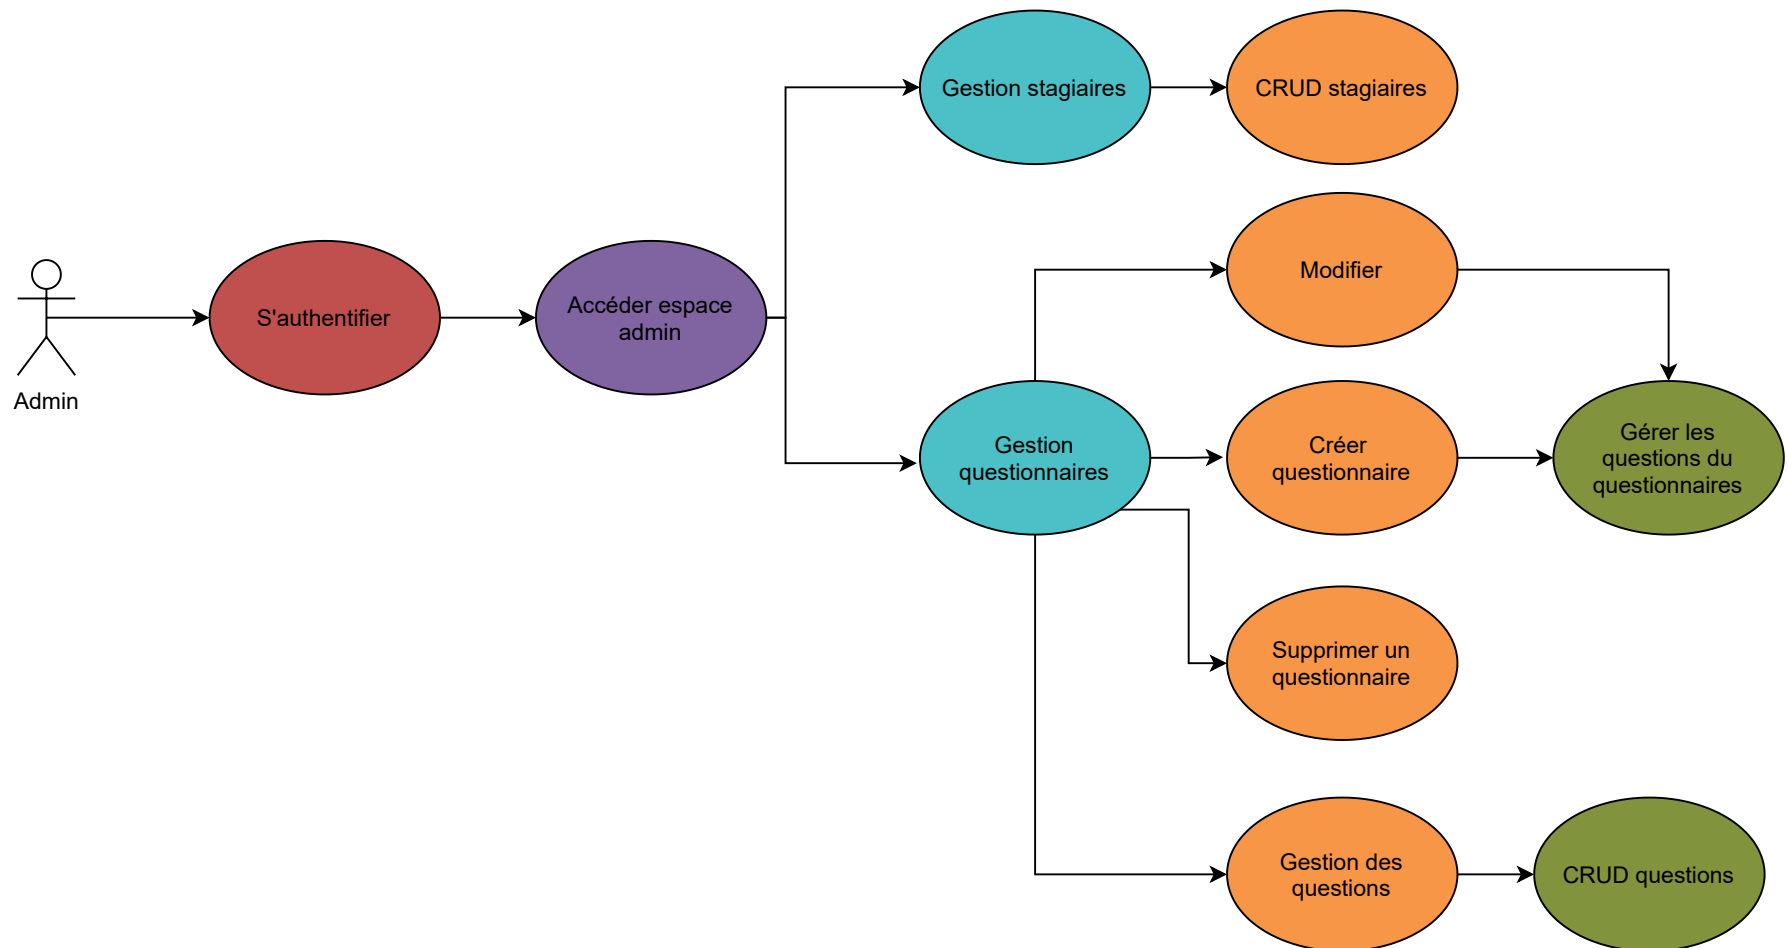 Gestion stagiaires
CRUD stagiaires
Modifier
S'authentifier
Accéder espace
admin
Admin
Gestion
questionnaires
Créer
questionnaire
Gérer les
questions du
questionnaires
Supprimer un
questionnaire
Gestion des
questions
CRUD questions